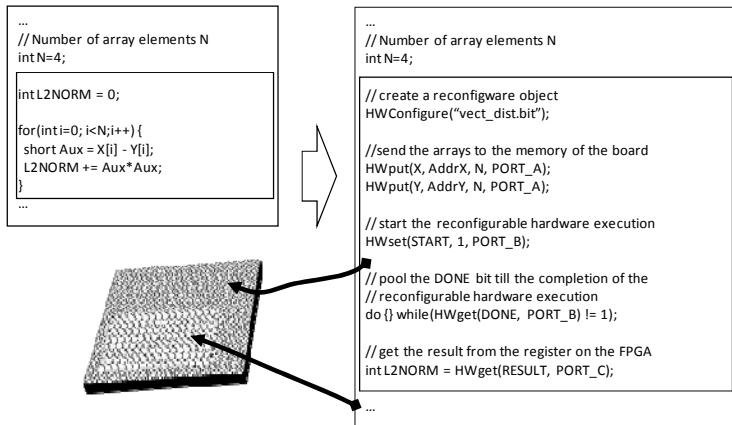 ...
// Number of array elements N
int N=4;
int L2NORM = 0;
for(int i=0; i<N;i++) {
short Aux = X[i] - Y[i];
L2NORM += Aux*Aux;
}
...
...
// Number of array elements N
int N=4;
// create a reconfigware object
HWConfigure(“vect_dist.bit”);
//send the arrays to the memory of the board
HWput(X, AddrX, N, PORT_A);
HWput(Y, AddrY, N, PORT_A);
// start the reconfigurable hardware execution
HWset(START, 1, PORT_B);
// pool the DONE bit till the completion of the
// reconfigurable hardware execution
do {} while(HWget(DONE, PORT_B) != 1);
// get the result from the register on the FPGA
int L2NORM = HWget(RESULT, PORT_C);
...